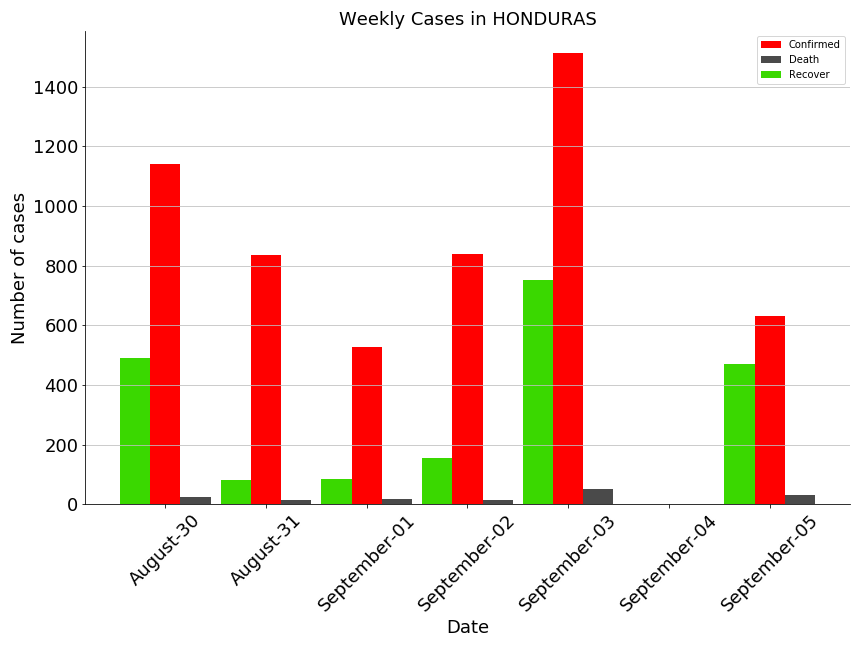 Weekly Cases in HONDURAS
Confirmed
Death
Recover
Number of cases
1400
1200
1000
800
600
400
200
0
August-30
August-31
September-01
September-02
September-03
September-04
September-05
Date